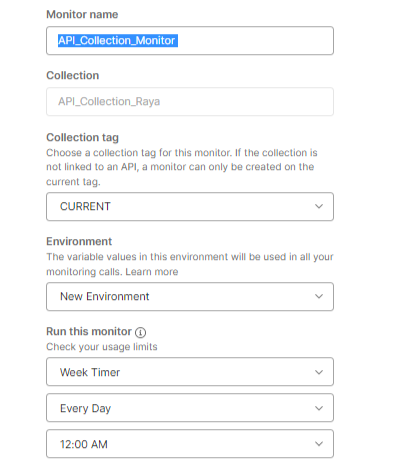 Monitor name
API_Collection_Monitor
Collection
API_Collection_Raya
Collection tag
Choose a collection tag for this monitor. If the collection is
not linked to an API, a monitor can only be created on the
current tag.
CURRENT
Environment
The variable values in this environment will be used in all your
monitoring calls. Learn more
New Environment
Run this monitor
Check your usage limits
Week Timer
Every Day
12:00 AM